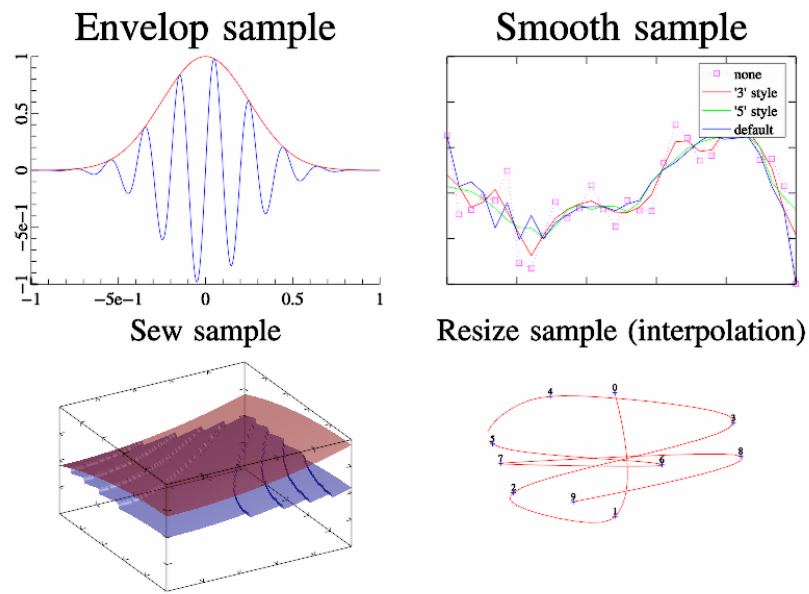 Envelop sample
Smooth sample
1
0.5
0
−5e−1
−1
−1
−5e−1
0
0.5
1
none
'3' style
'5' style
default
Sew sample
Resize sample (interpolation)
0
4
3
5
8
7
6
2
9
1